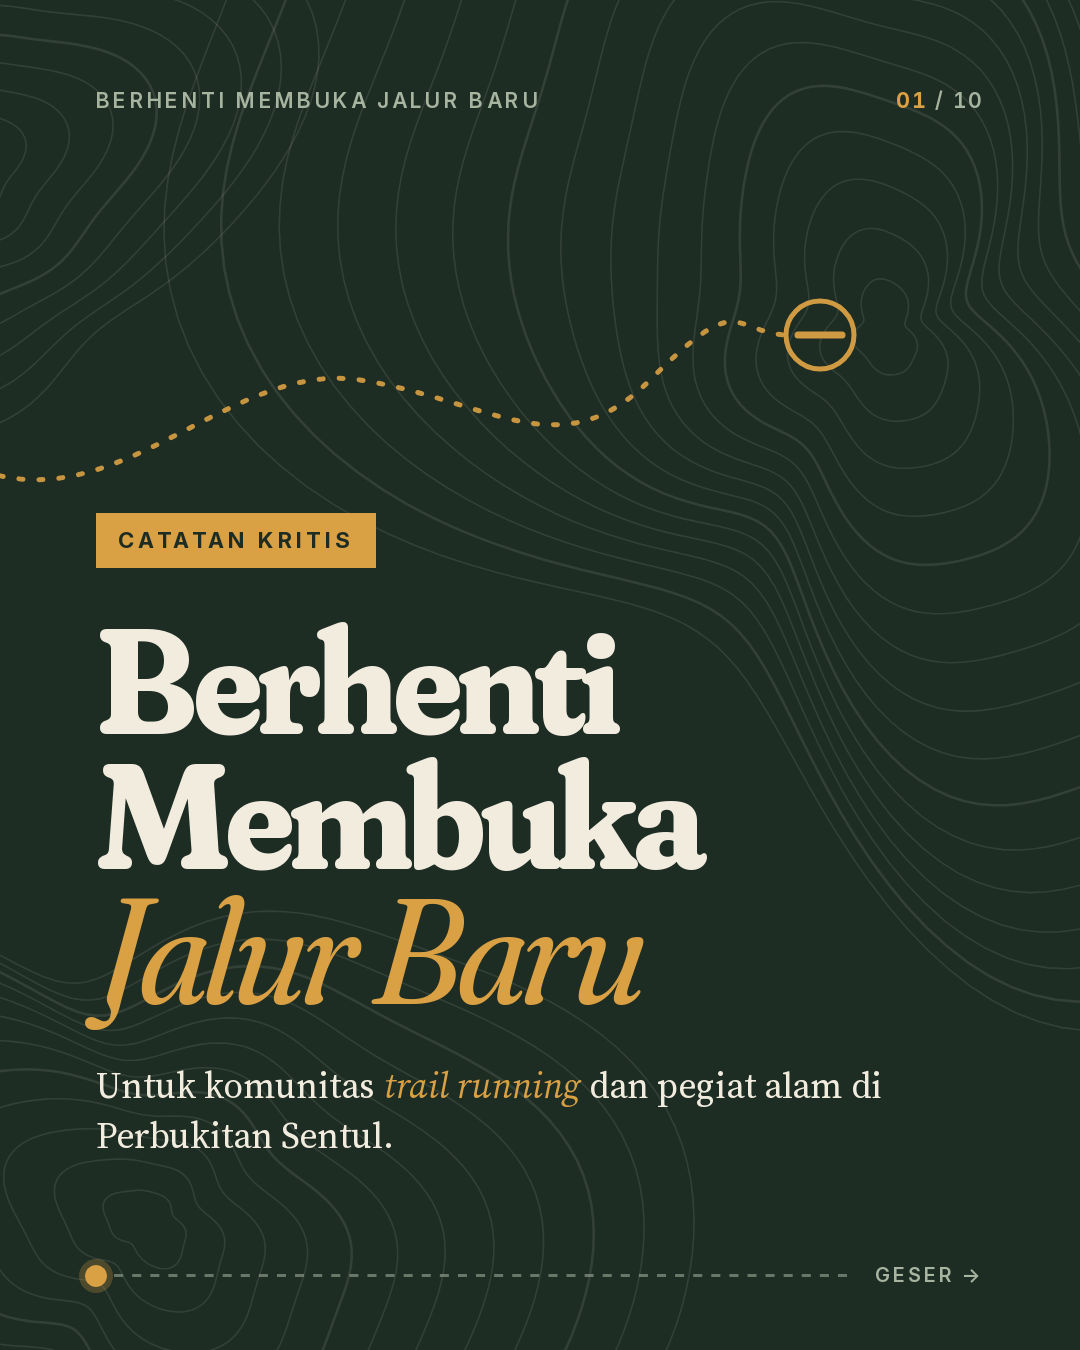 BERHENTI MEMBUKA JALUR BARU
01 / 10
CATATAN KRITIS
Berhenti
Membuka
Jalur Baru
Untuk komunitas trail running dan pegiat alam di
Perbukitan Sentul.
GESER →